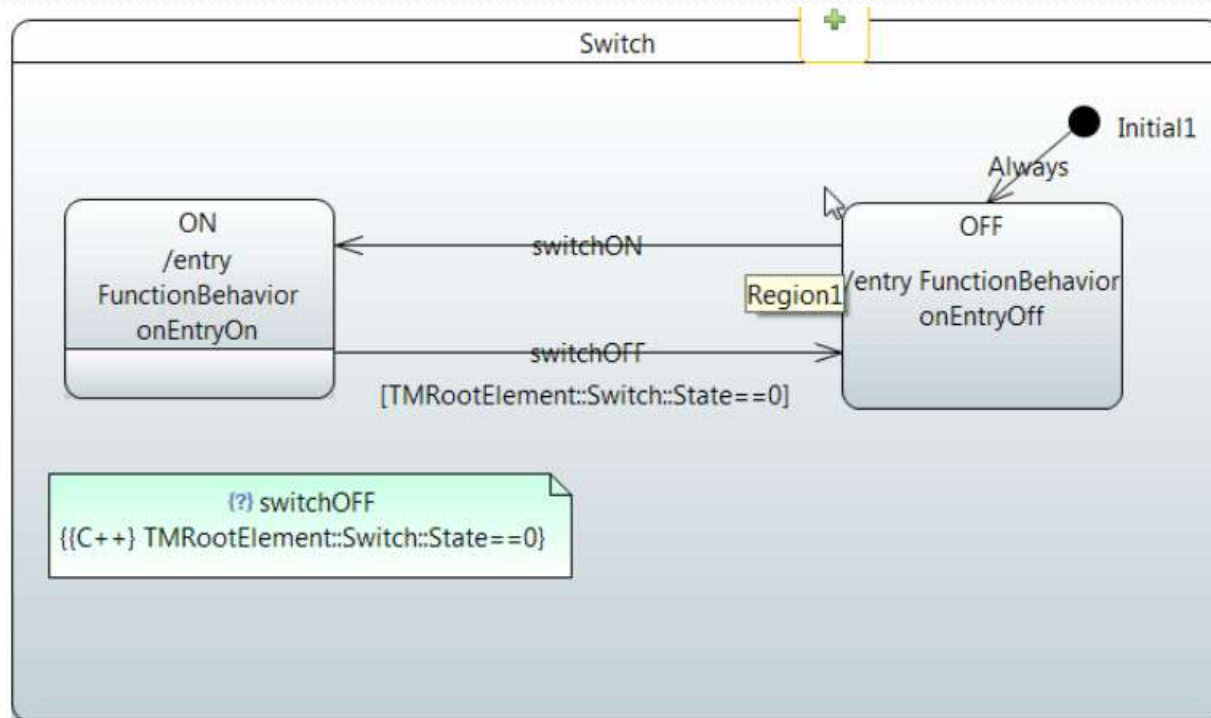 Switch
Initial1
Always
ON
/entry
FunctionBehavior
onEntryOn
switchON
OFF
/entry FunctionBehavior
onEntryOff
Region1
switchOFF
[TMRootElement::Switch::State==0]
{?} switchOFF
{{C++} TMRootElement::Switch::State==0}